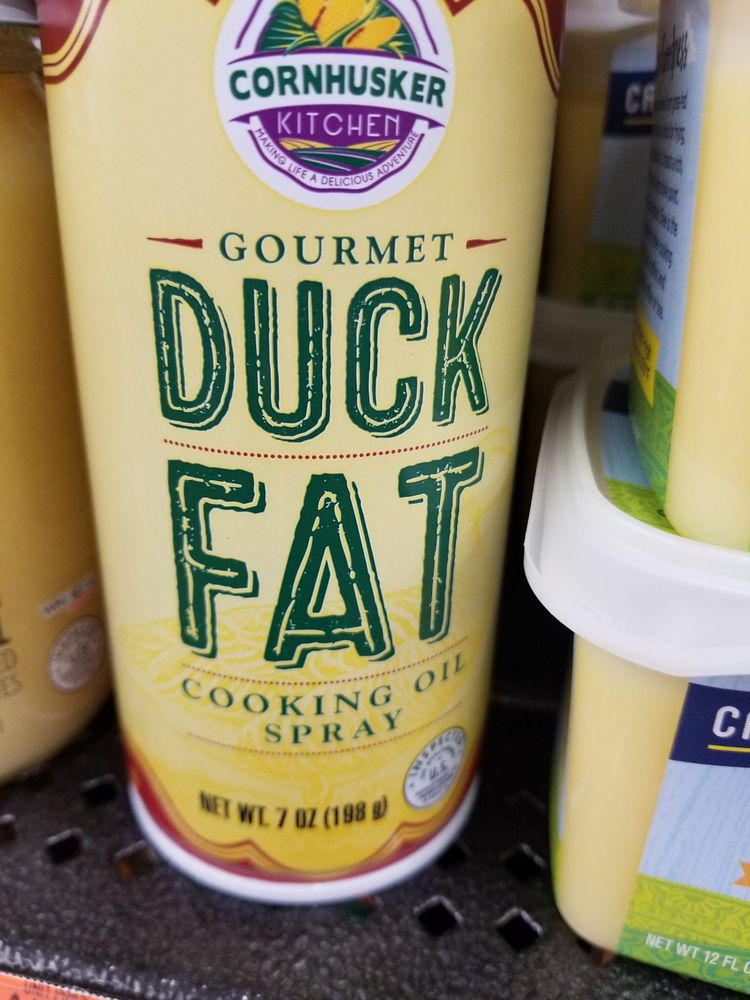 CORNHUSKER
KITCHEN
MAKING LIFE A DELICIOUS ADVENTURE
GOURMET
DUCK
FAT
COOKING OIL
SPRAY
INSPECTED
U.S.
NET WT. 7 OZ (198 g)
NET WT 12 FL